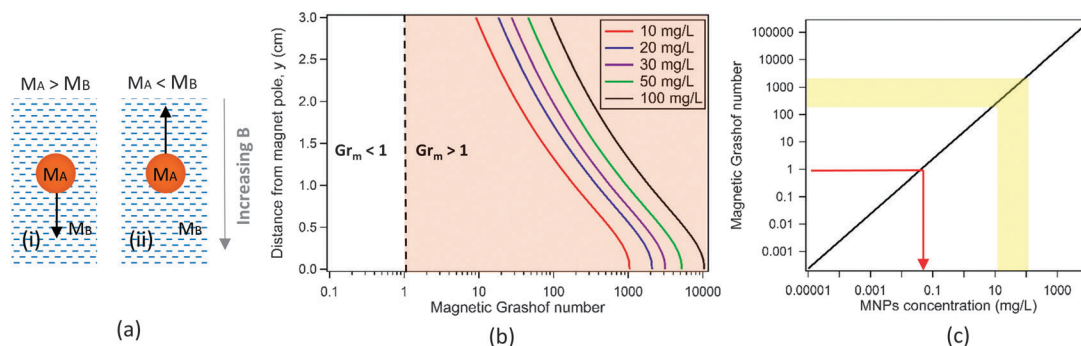 MA > MB
MA < MB
MA
MA
MB
MB
(i)
(ii)
Increasing B
(a)
Distance from magnet pole, y (cm)
3.0
2.5
2.0
1.5
1.0
0.5
0.0
Grm < 1
Grm > 1
10 mg/L
20 mg/L
30 mg/L
50 mg/L
100 mg/L
0.1 1 10 100 1000 10000
Magnetic Grashof number
(b)
Magnetic Grashof number
100000
10000
1000
100
10
1
0.1
0.01
0.001
0.00001 0.001 0.1 10 1000
MNPs concentration (mg/L)
(c)